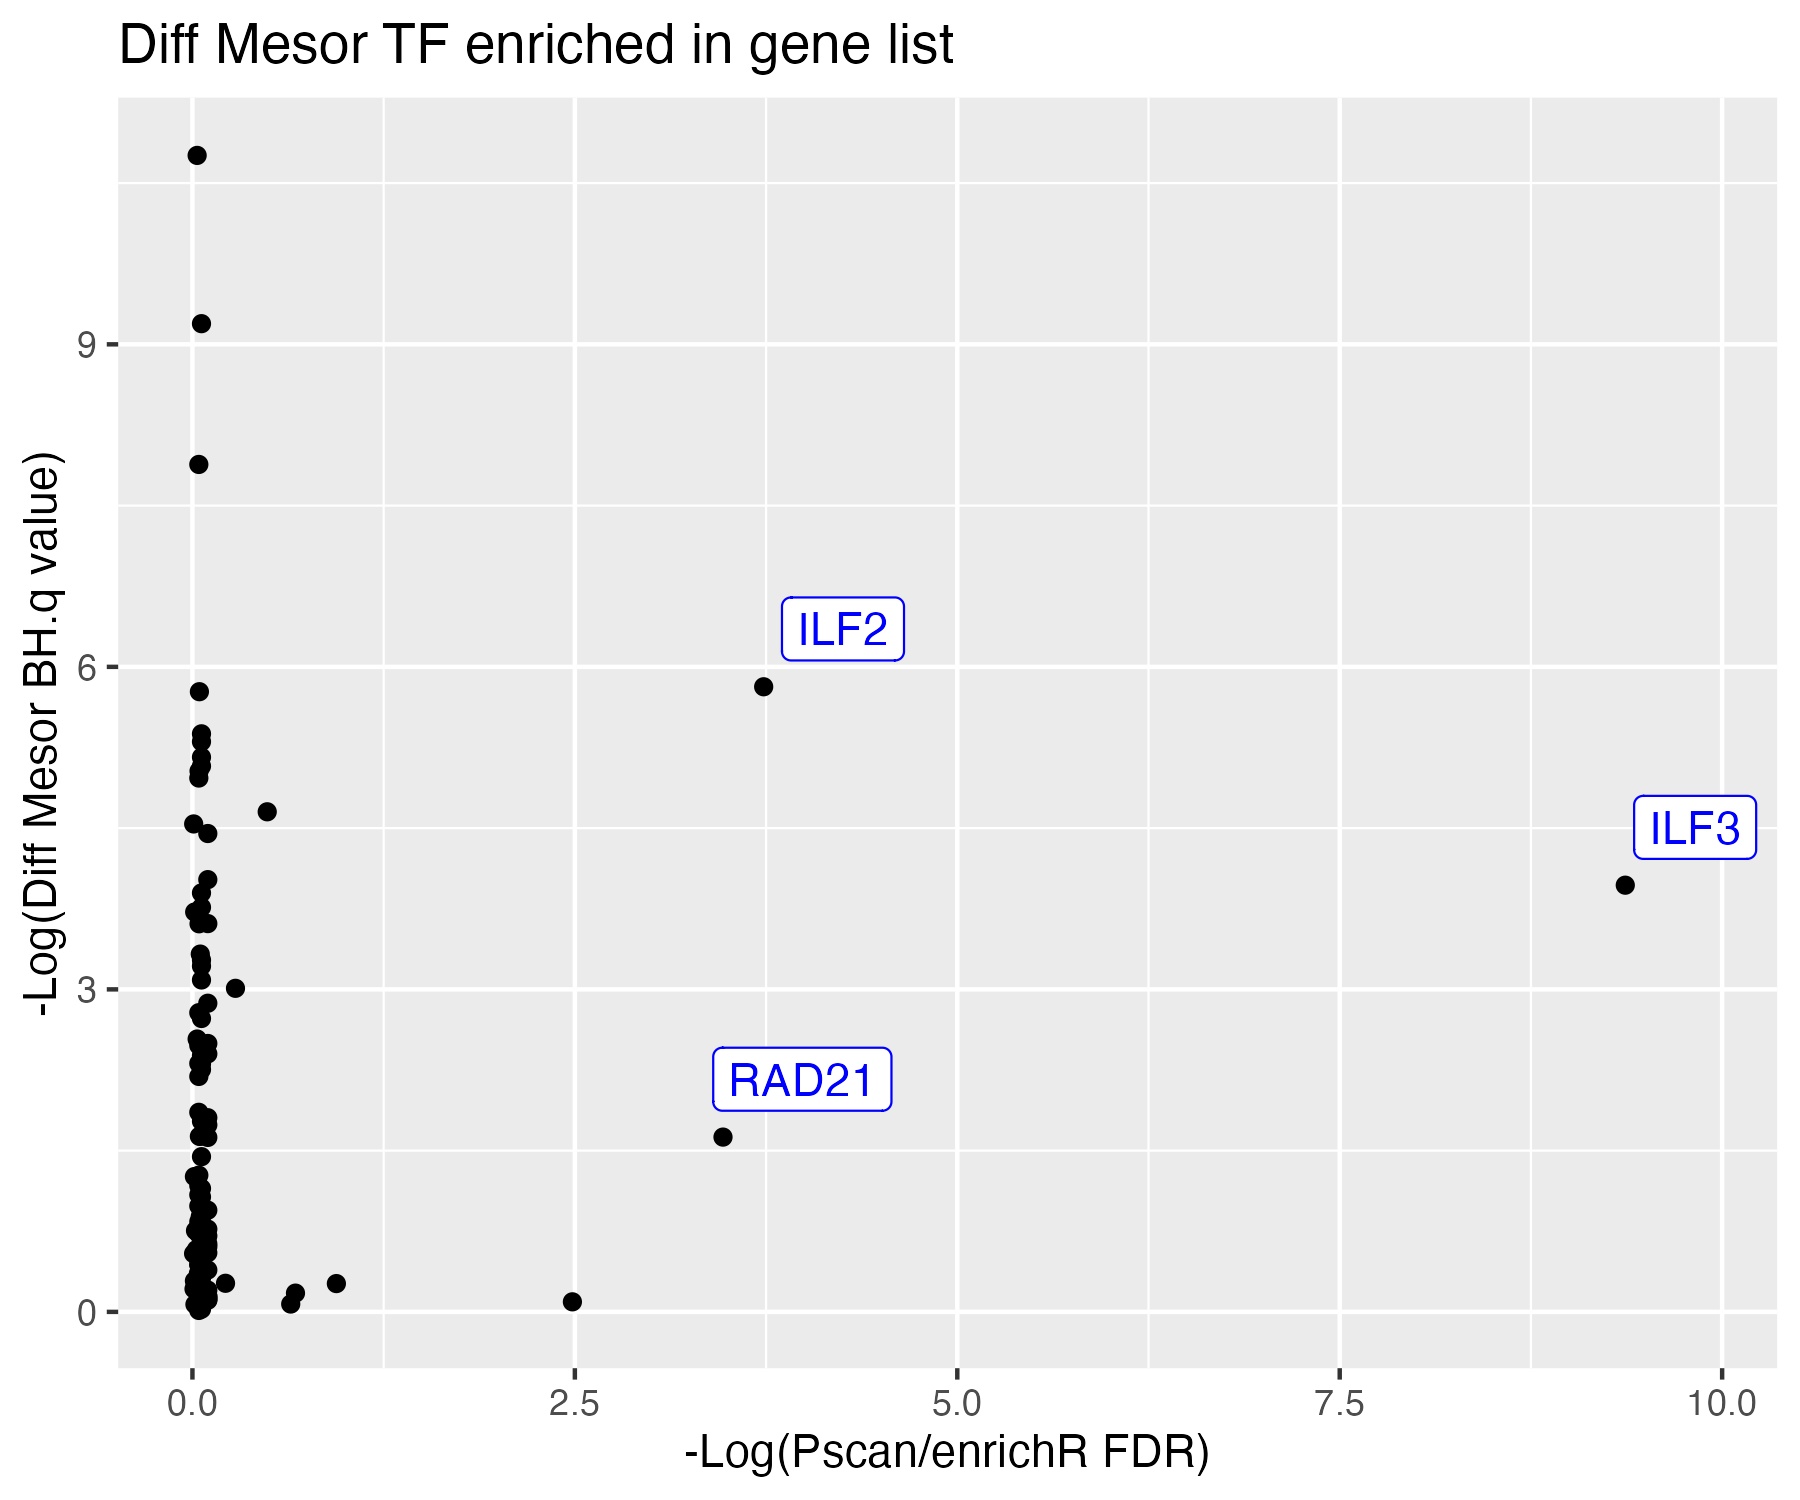 Diff Mesor TF enriched in gene list
-Log(Diff Mesor BH.q value)
9
6
3
0
ILF2
ILF3
RAD21
0.0
2.5
5.0
7.5
10.0
-Log(Pscan/enrichR FDR)